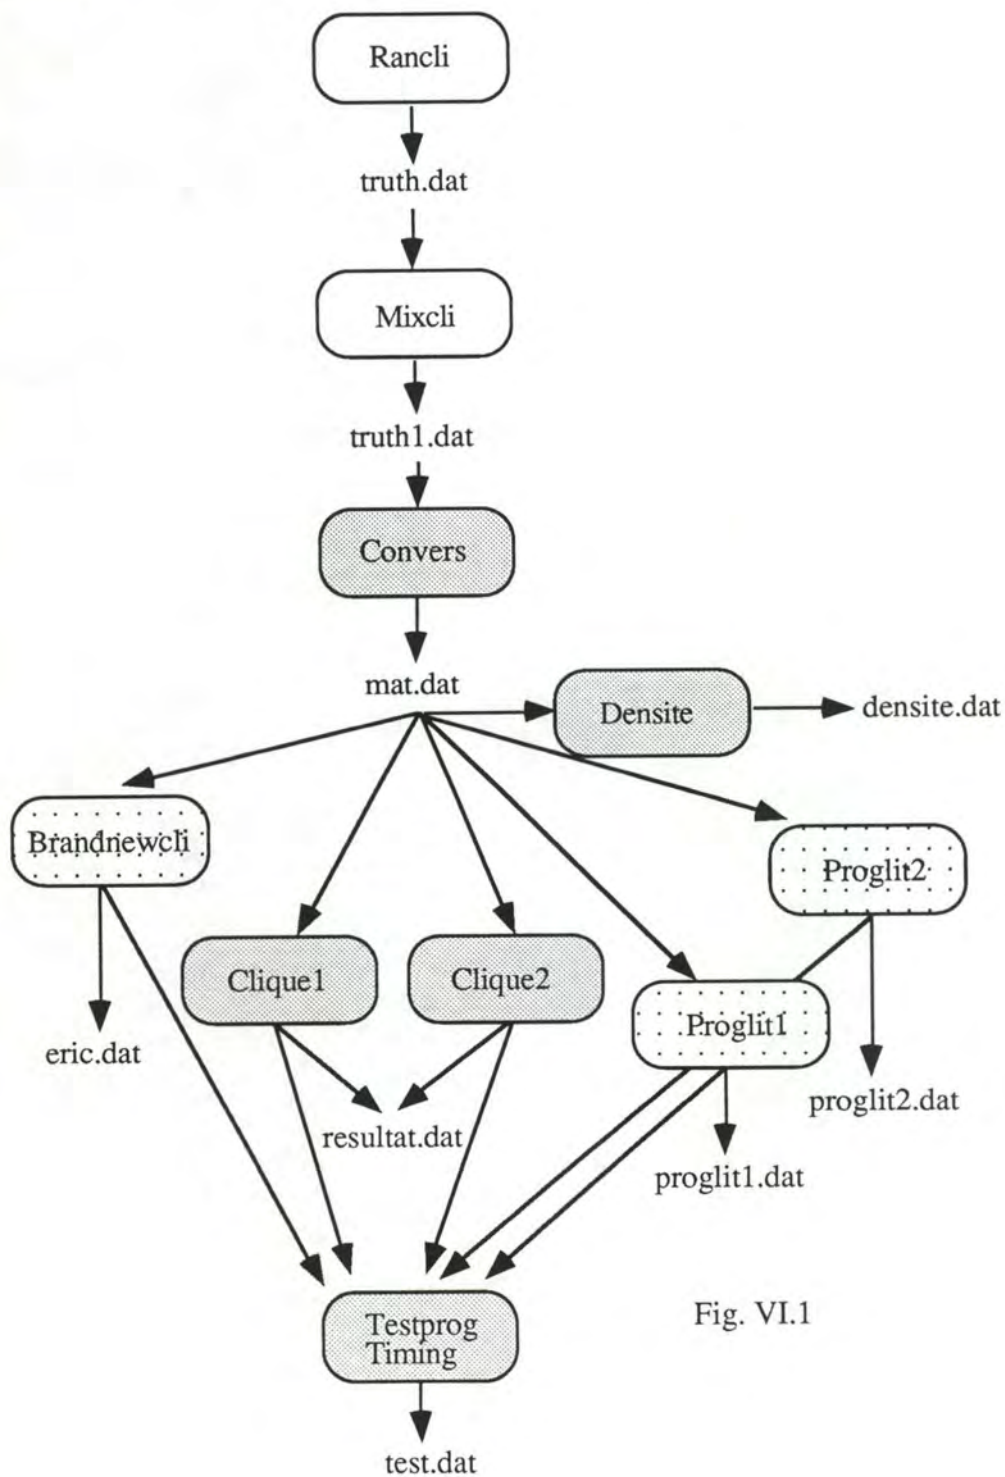 Rancli
truth.dat
Mixcli
truth1.dat
Convers
mat.dat
Densite
densite.dat
Brandnewcli
Proglit2
Clique1
Clique2
Proglit1
eric.dat
proglit2.dat
resultat.dat
proglit1.dat
Testprog
Timing
Fig. VI.1
test.dat